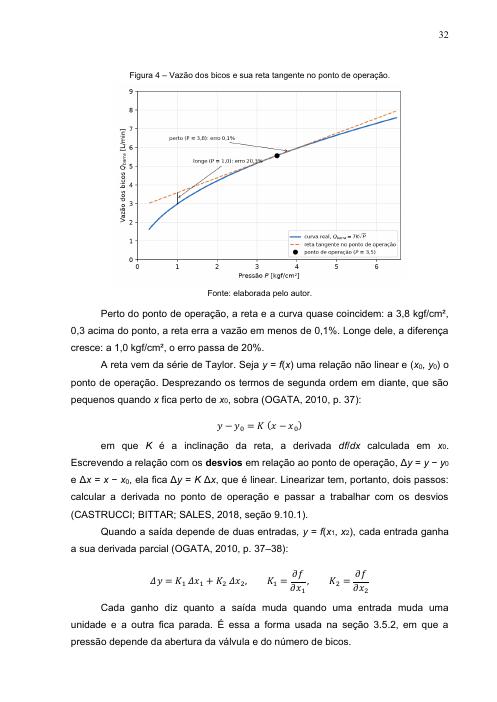 32
Figura 4 – Vazão dos bicos e sua reta tangente no ponto de operação.
9
8
7
6
5
4
3
2
1
0
Vazão dos bicos Q_barra [L/min]
perto (P = 3,8): erro 0,1%
longe (P = 1,0): erro 20,3%
curva real, Q_barra = 7K√P
reta tangente no ponto de operação
ponto de operação (P = 3,5)
0 1 2 3 4 5 6
Pressão P [kgf/cm²]
Fonte: elaborada pelo autor.
Perto do ponto de operação, a reta e a curva quase coincidem: a 3,8 kgf/cm²,
0,3 acima do ponto, a reta erra a vazão em menos de 0,1%. Longe dele, a diferença
cresce: a 1,0 kgf/cm², o erro passa de 20%.
A reta vem da série de Taylor. Seja y = f(x) uma relação não linear e (x₀, y₀) o
ponto de operação. Desprezando os termos de segunda ordem em diante, que são
pequenos quando x fica perto de x₀, sobra (OGATA, 2010, p. 37):
y − y₀ = K (x − x₀)
em que K é a inclinação da reta, a derivada df/dx calculada em x₀.
Escrevendo a relação com os desvios em relação ao ponto de operação, Δy = y − y₀
e Δx = x − x₀, ela fica Δy = K Δx, que é linear. Linearizar tem, portanto, dois passos:
calcular a derivada no ponto de operação e passar a trabalhar com os desvios
(CASTRUCCI; BITTAR; SALES, 2018, seção 9.10.1).
Quando a saída depende de duas entradas, y = f(x₁, x₂), cada entrada ganha
a sua derivada parcial (OGATA, 2010, p. 37–38):
Δy = K₁ Δx₁ + K₂ Δx₂, K₁ = ∂f/∂x₁, K₂ = ∂f/∂x₂
Cada ganho diz quanto a saída muda quando uma entrada muda uma
unidade e a outra fica parada. É essa a forma usada na seção 3.5.2, em que a
pressão depende da abertura da válvula e do número de bicos.